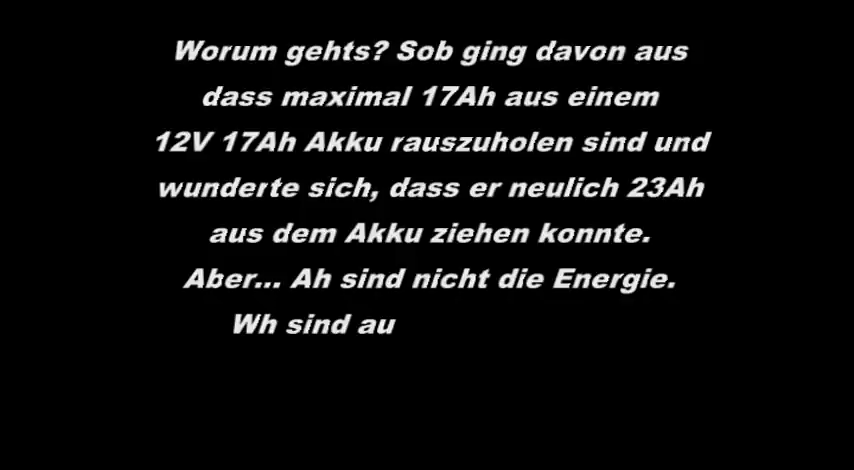 Worum gehts? Sob ging davon aus
dass maximal 17Ah aus einem
12V 17Ah Akku rauszuholen sind und
wunderte sich, dass er neulich 23Ah
aus dem Akku ziehen konnte.
Aber... Ah sind nicht die Energie.
Wh sind au